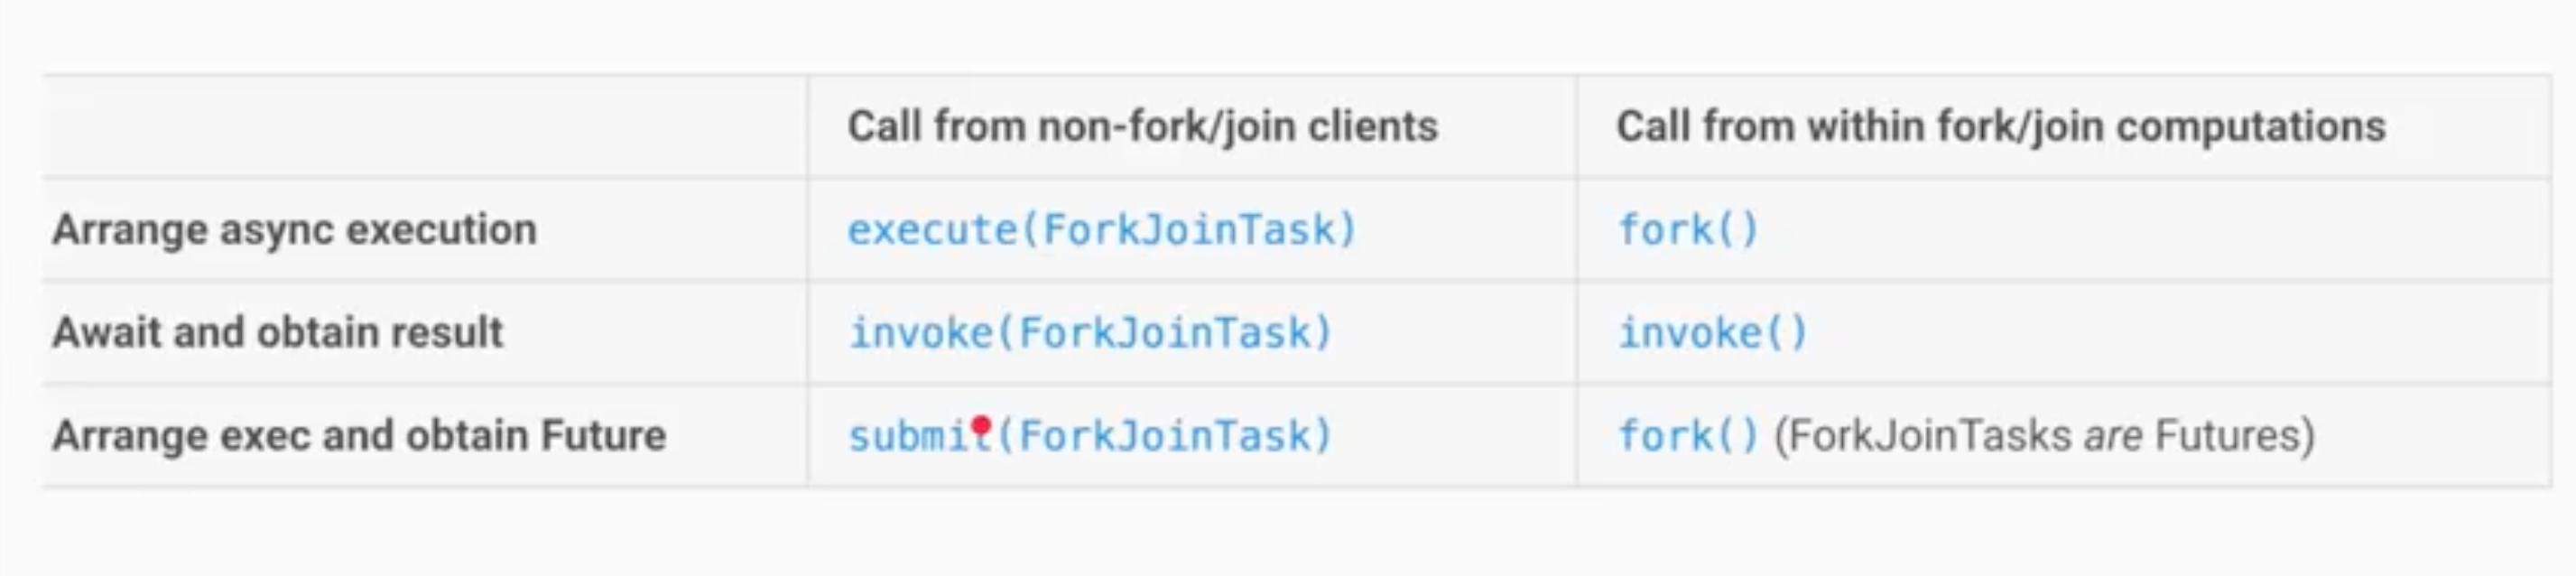 Call from non-fork/join clients Call from within fork/join computations
Arrange async execution execute(ForkJoinTask) fork()
Await and obtain result invoke(ForkJoinTask) invoke()
Arrange exec and obtain Future submit(ForkJoinTask) fork() (ForkJoinTasks are Futures)